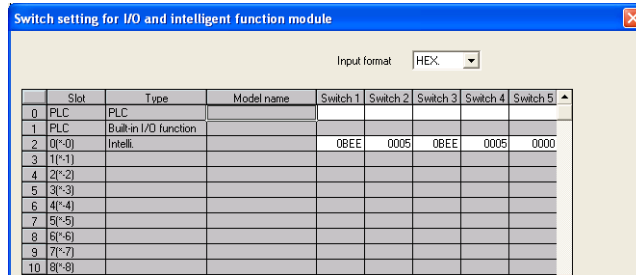 Switch setting for I/O and intelligent function module
Input format HEX.
Slot Type Model name Switch 1 Switch 2 Switch 3 Switch 4 Switch 5
0 PLC PLC
1 PLC Built-in I/O function
2 0(*-0) Intelli. 0BEE 0005 0BEE 0005 0000
3 1(*-1)
4 2(*-2)
5 3(*-3)
6 4(*-4)
7 5(*-5)
8 6(*-6)
9 7(*-7)
10 8(*-8)